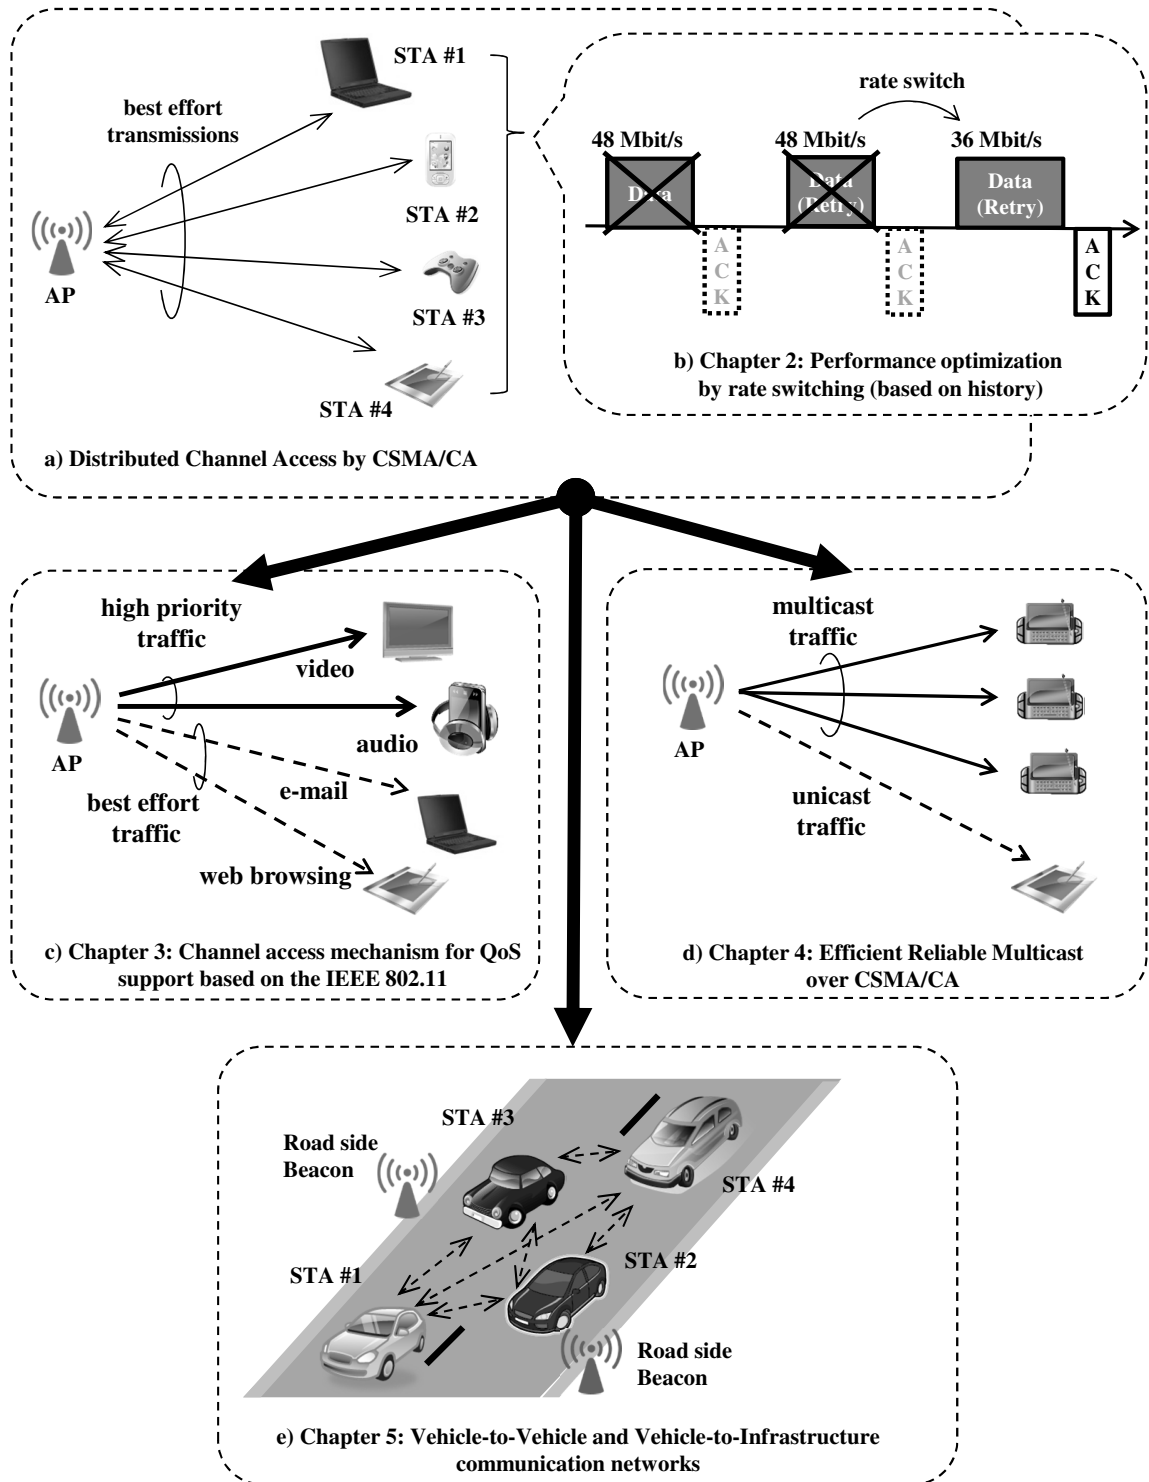 STA #1
best effort
transmissions
STA #2
AP
STA #3
STA #4
a) Distributed Channel Access by CSMA/CA
rate switch
48 Mbit/s
48 Mbit/s
36 Mbit/s
Data
Data
(Retry)
Data
(Retry)
ACK
ACK
ACK
b) Chapter 2: Performance optimization
by rate switching (based on history)
high priority
traffic
video
AP
audio
e-mail
best effort
traffic
web browsing
c) Chapter 3: Channel access mechanism for QoS
support based on the IEEE 802.11
multicast
traffic
AP
unicast
traffic
d) Chapter 4: Efficient Reliable Multicast
over CSMA/CA
STA #3
Road side
Beacon
STA #4
STA #2
STA #1
Road side
Beacon
e) Chapter 5: Vehicle-to-Vehicle and Vehicle-to-Infrastructure
communication networks